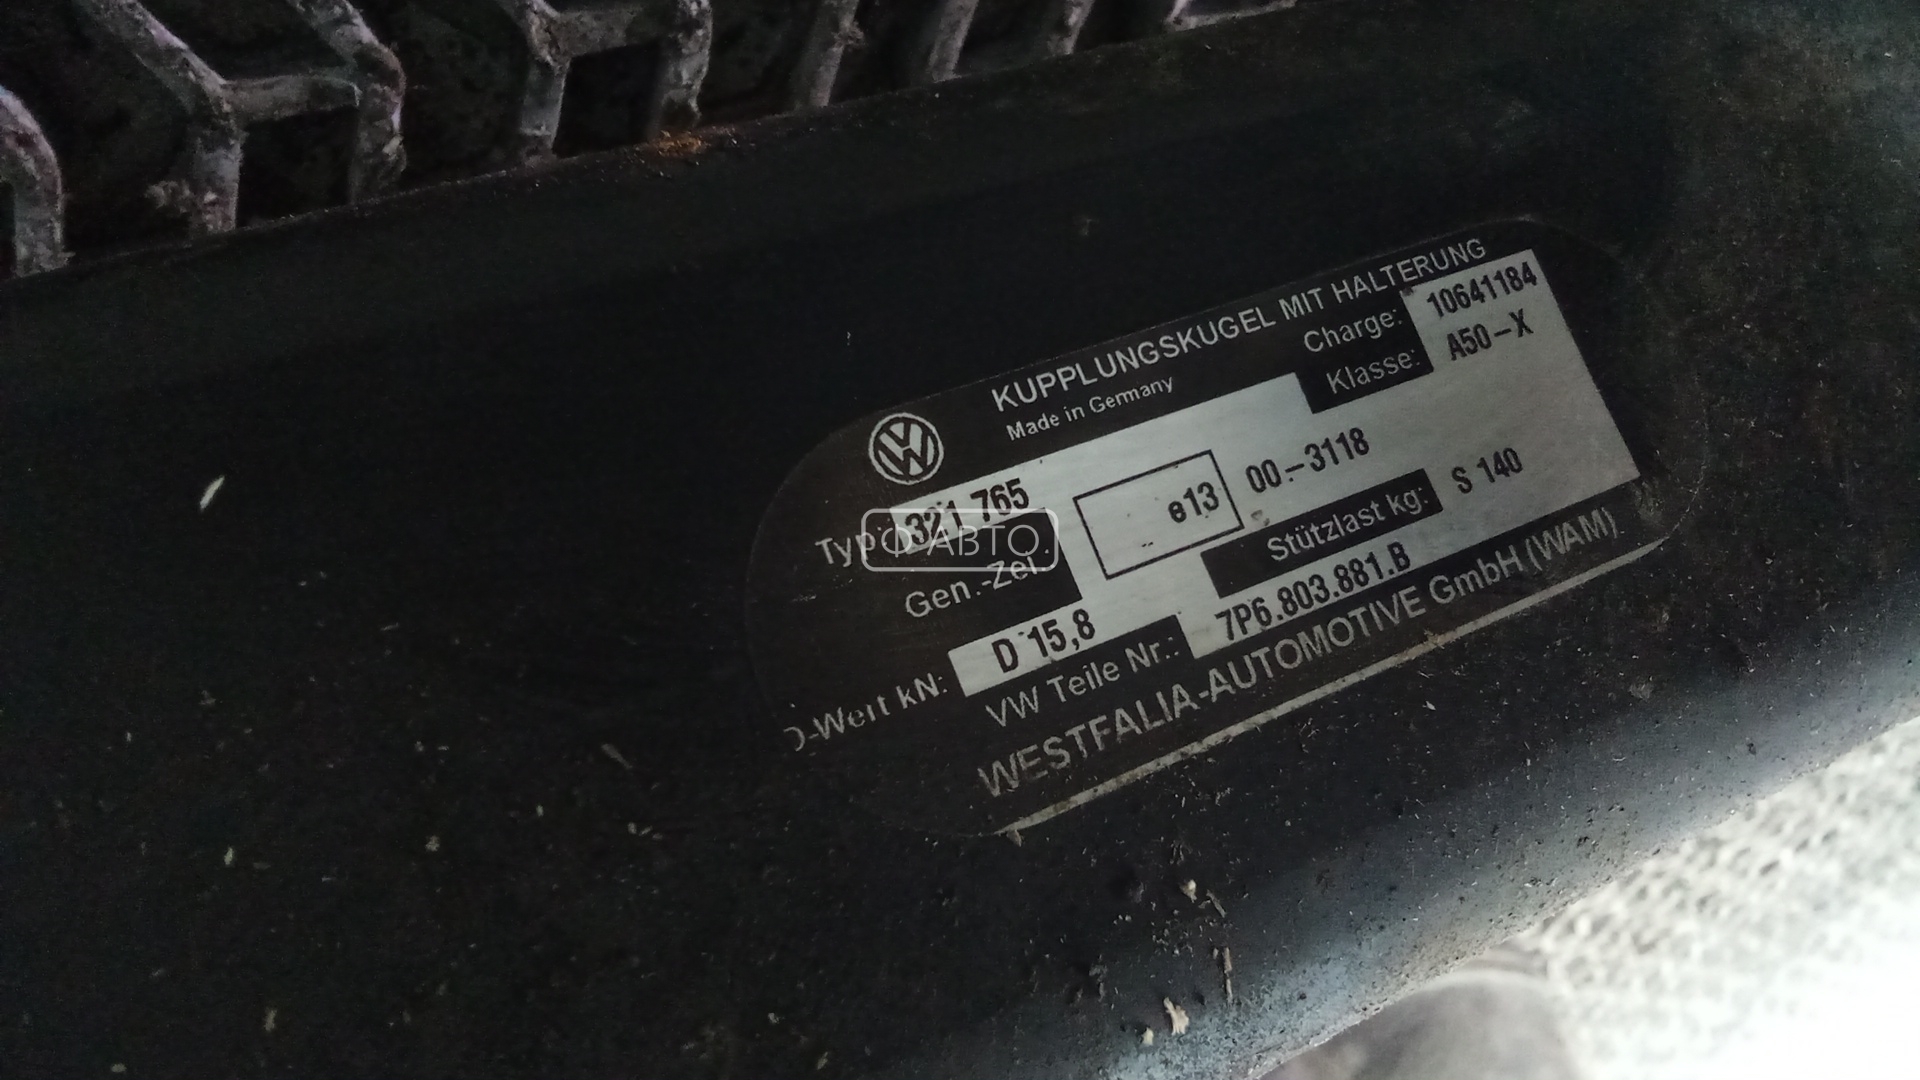 KUPPLUNGSKUGEL MIT HALTERUNG
Made in Germany
Charge: 10641184
Klasse: A50-X
Typ: 321 765
Gen.-Zei. e13 00-3118
Stützlast kg: S 140
D-Wert kN: D 15,8
VW Teile Nr.: 7P6.803.881.B
WESTFALIA-AUTOMOTIVE GmbH (WAM)
Ф-АВТО